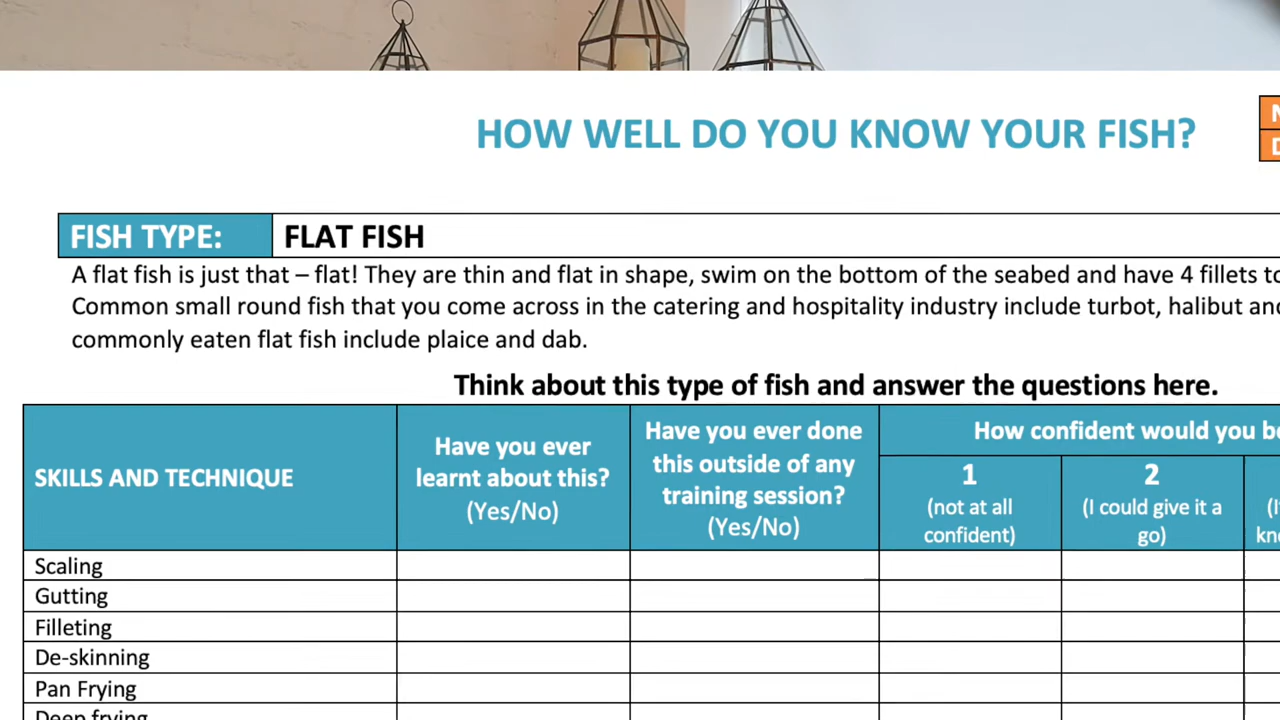 HOW WELL DO YOU KNOW YOUR FISH?
FISH TYPE: FLAT FISH
A flat fish is just that – flat! They are thin and flat in shape, swim on the bottom of the seabed and have 4 fillets
Common small round fish that you come across in the catering and hospitality industry include turbot, halibut
commonly eaten flat fish include plaice and dab.
Think about this type of fish and answer the questions here.
SKILLS AND TECHNIQUE
Have you ever
learnt about this?
(Yes/No)
Have you ever done
this outside of any
training session?
(Yes/No)
How confident would you
1
(not at all
confident)
2
(I could give it a
go)
Scaling
Gutting
Filleting
De-skinning
Pan Frying
Deep frying